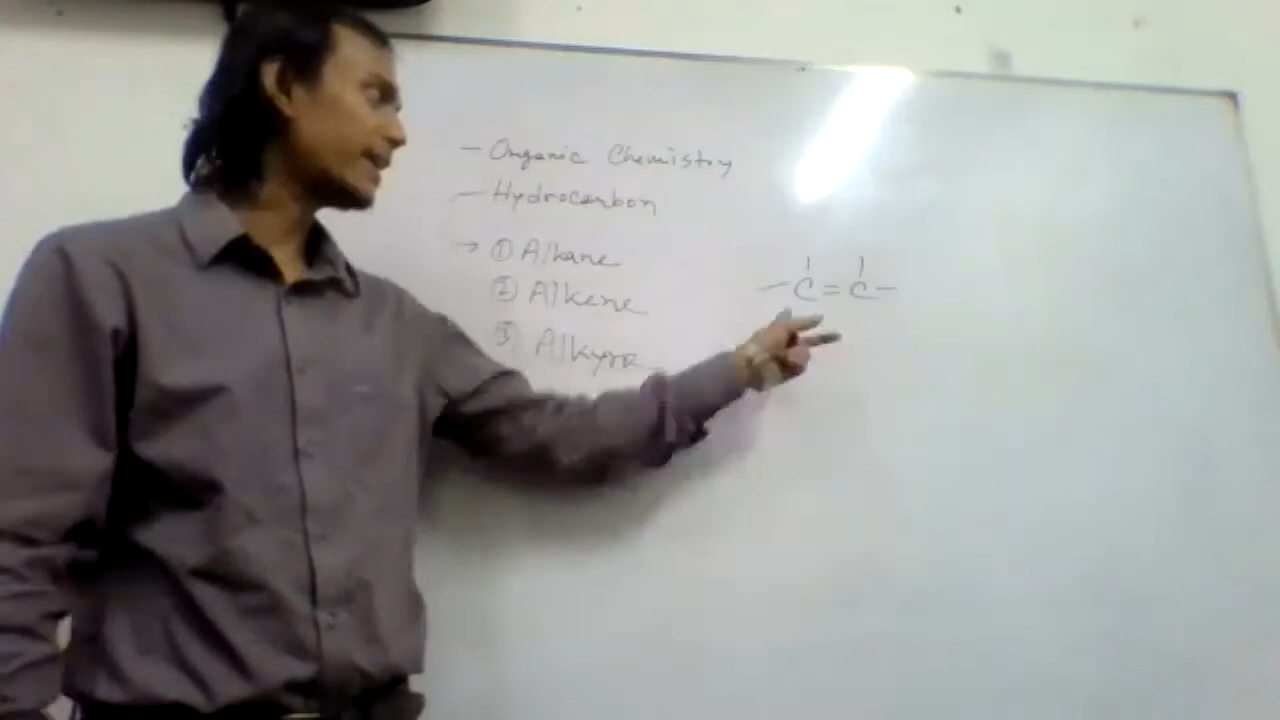 - Organic Chemistry
- Hydrocarbon
→ ① Alkane
② Alkene
③ Alkyne
| |
- C = C -